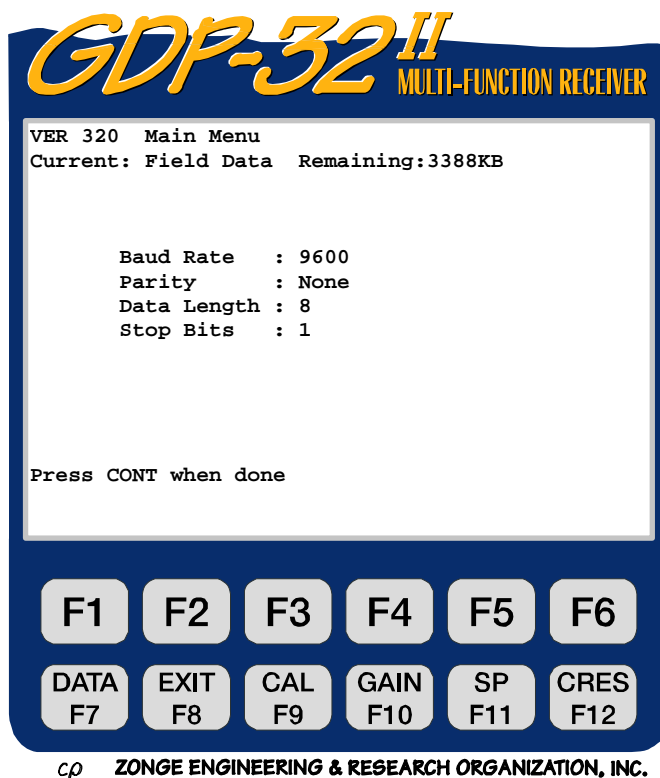 GDP-32 II
MULTI-FUNCTION RECEIVER
VER 320  Main Menu
Current: Field Data  Remaining:3388KB
Baud Rate   : 9600
Parity      : None
Data Length : 8
Stop Bits   : 1
Press CONT when done
F1 F2 F3 F4 F5 F6
DATA EXIT CAL GAIN SP CRES
F7 F8 F9 F10 F11 F12
ZONGE ENGINEERING & RESEARCH ORGANIZATION, INC.